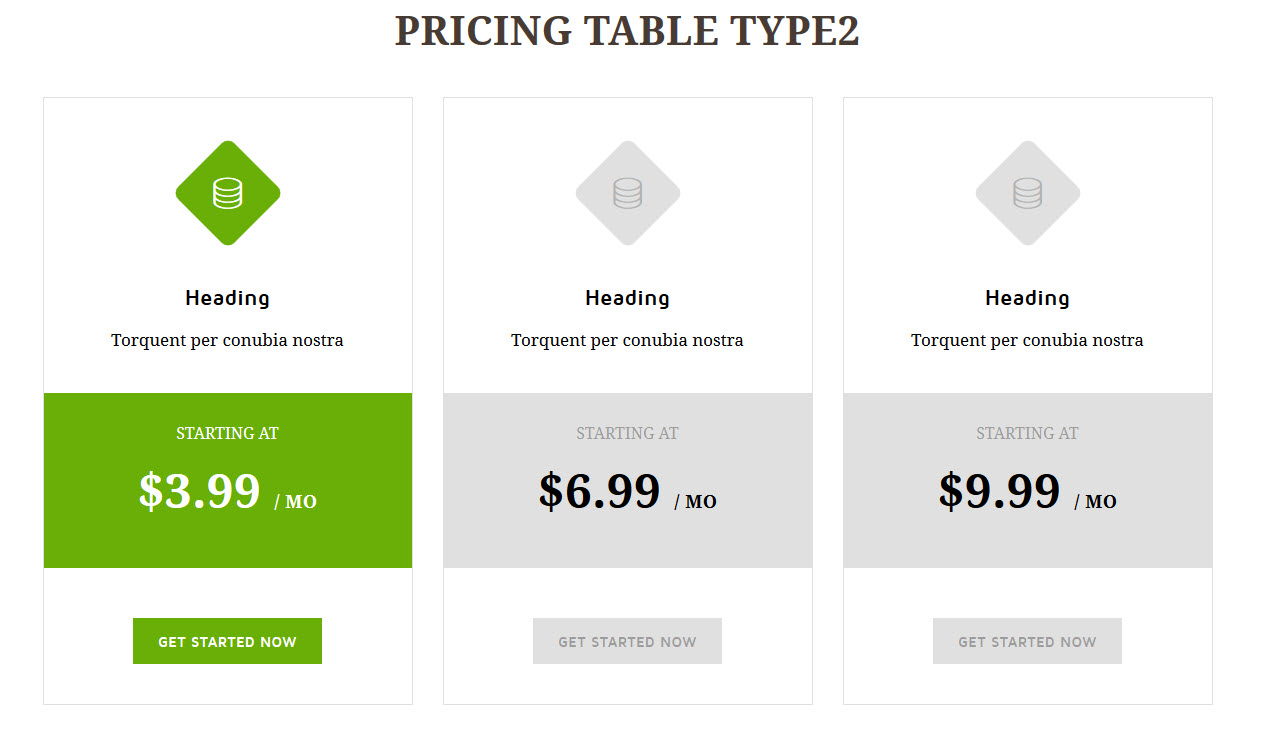 PRICING TABLE TYPE2
Heading
Torquent per conubia nostra
STARTING AT
$3.99 / MO
GET STARTED NOW
Heading
Torquent per conubia nostra
STARTING AT
$6.99 / MO
GET STARTED NOW
Heading
Torquent per conubia nostra
STARTING AT
$9.99 / MO
GET STARTED NOW